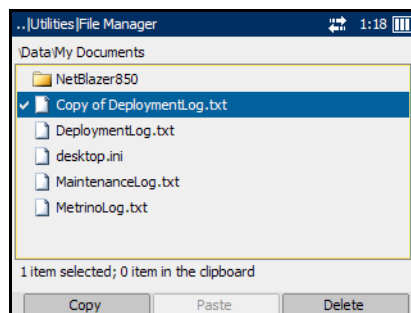 ..|Utilities|File Manager 1:18
\Data\My Documents
NetBlazer850
Copy of DeploymentLog.txt
DeploymentLog.txt
desktop.ini
MaintenanceLog.txt
MetrinoLog.txt
1 item selected; 0 item in the clipboard
Copy Paste Delete